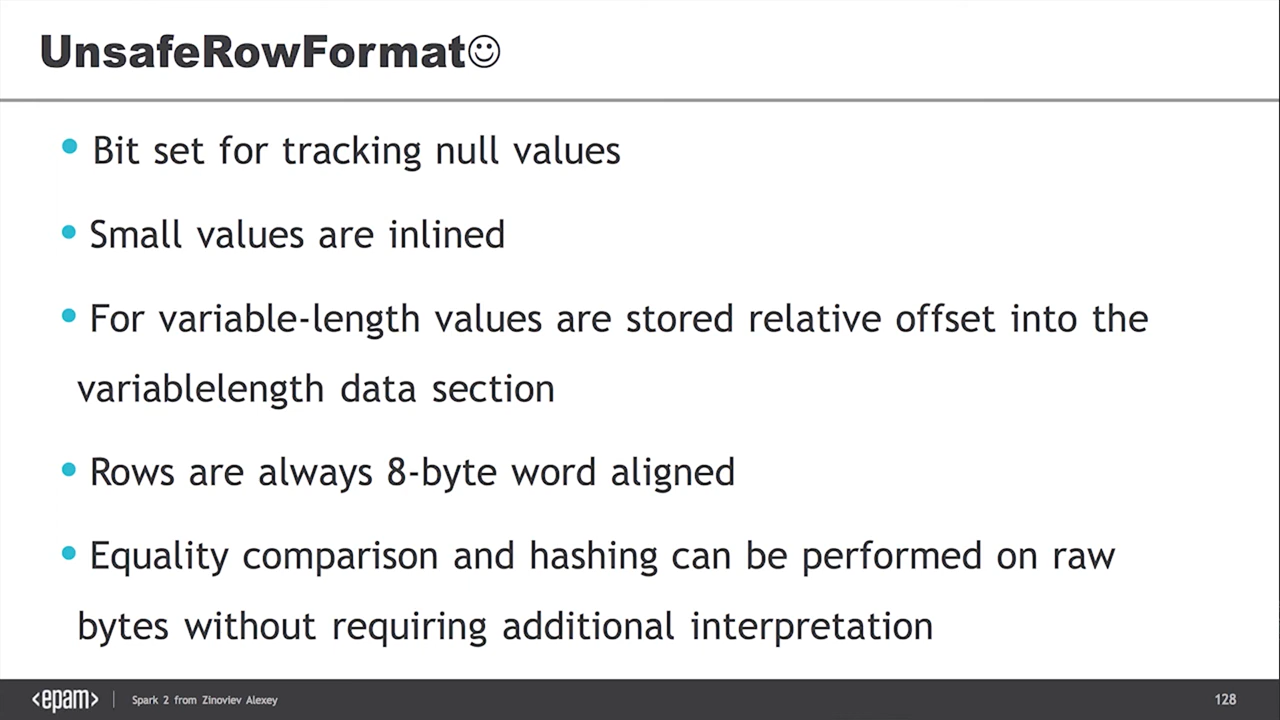 UnsafeRowFormat☺
• Bit set for tracking null values
• Small values are inlined
• For variable-length values are stored relative offset into the
variablelength data section
• Rows are always 8-byte word aligned
• Equality comparison and hashing can be performed on raw
bytes without requiring additional interpretation
<epam> | Spark 2 from Zinoviev Alexey 128